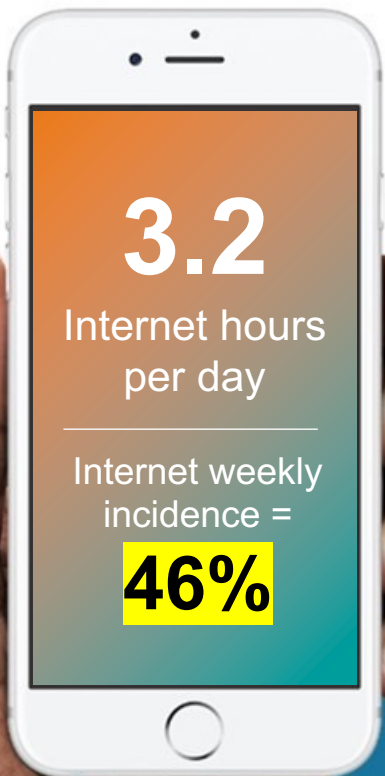 3.2
Internet hours
per day
Internet weekly
incidence =
46%